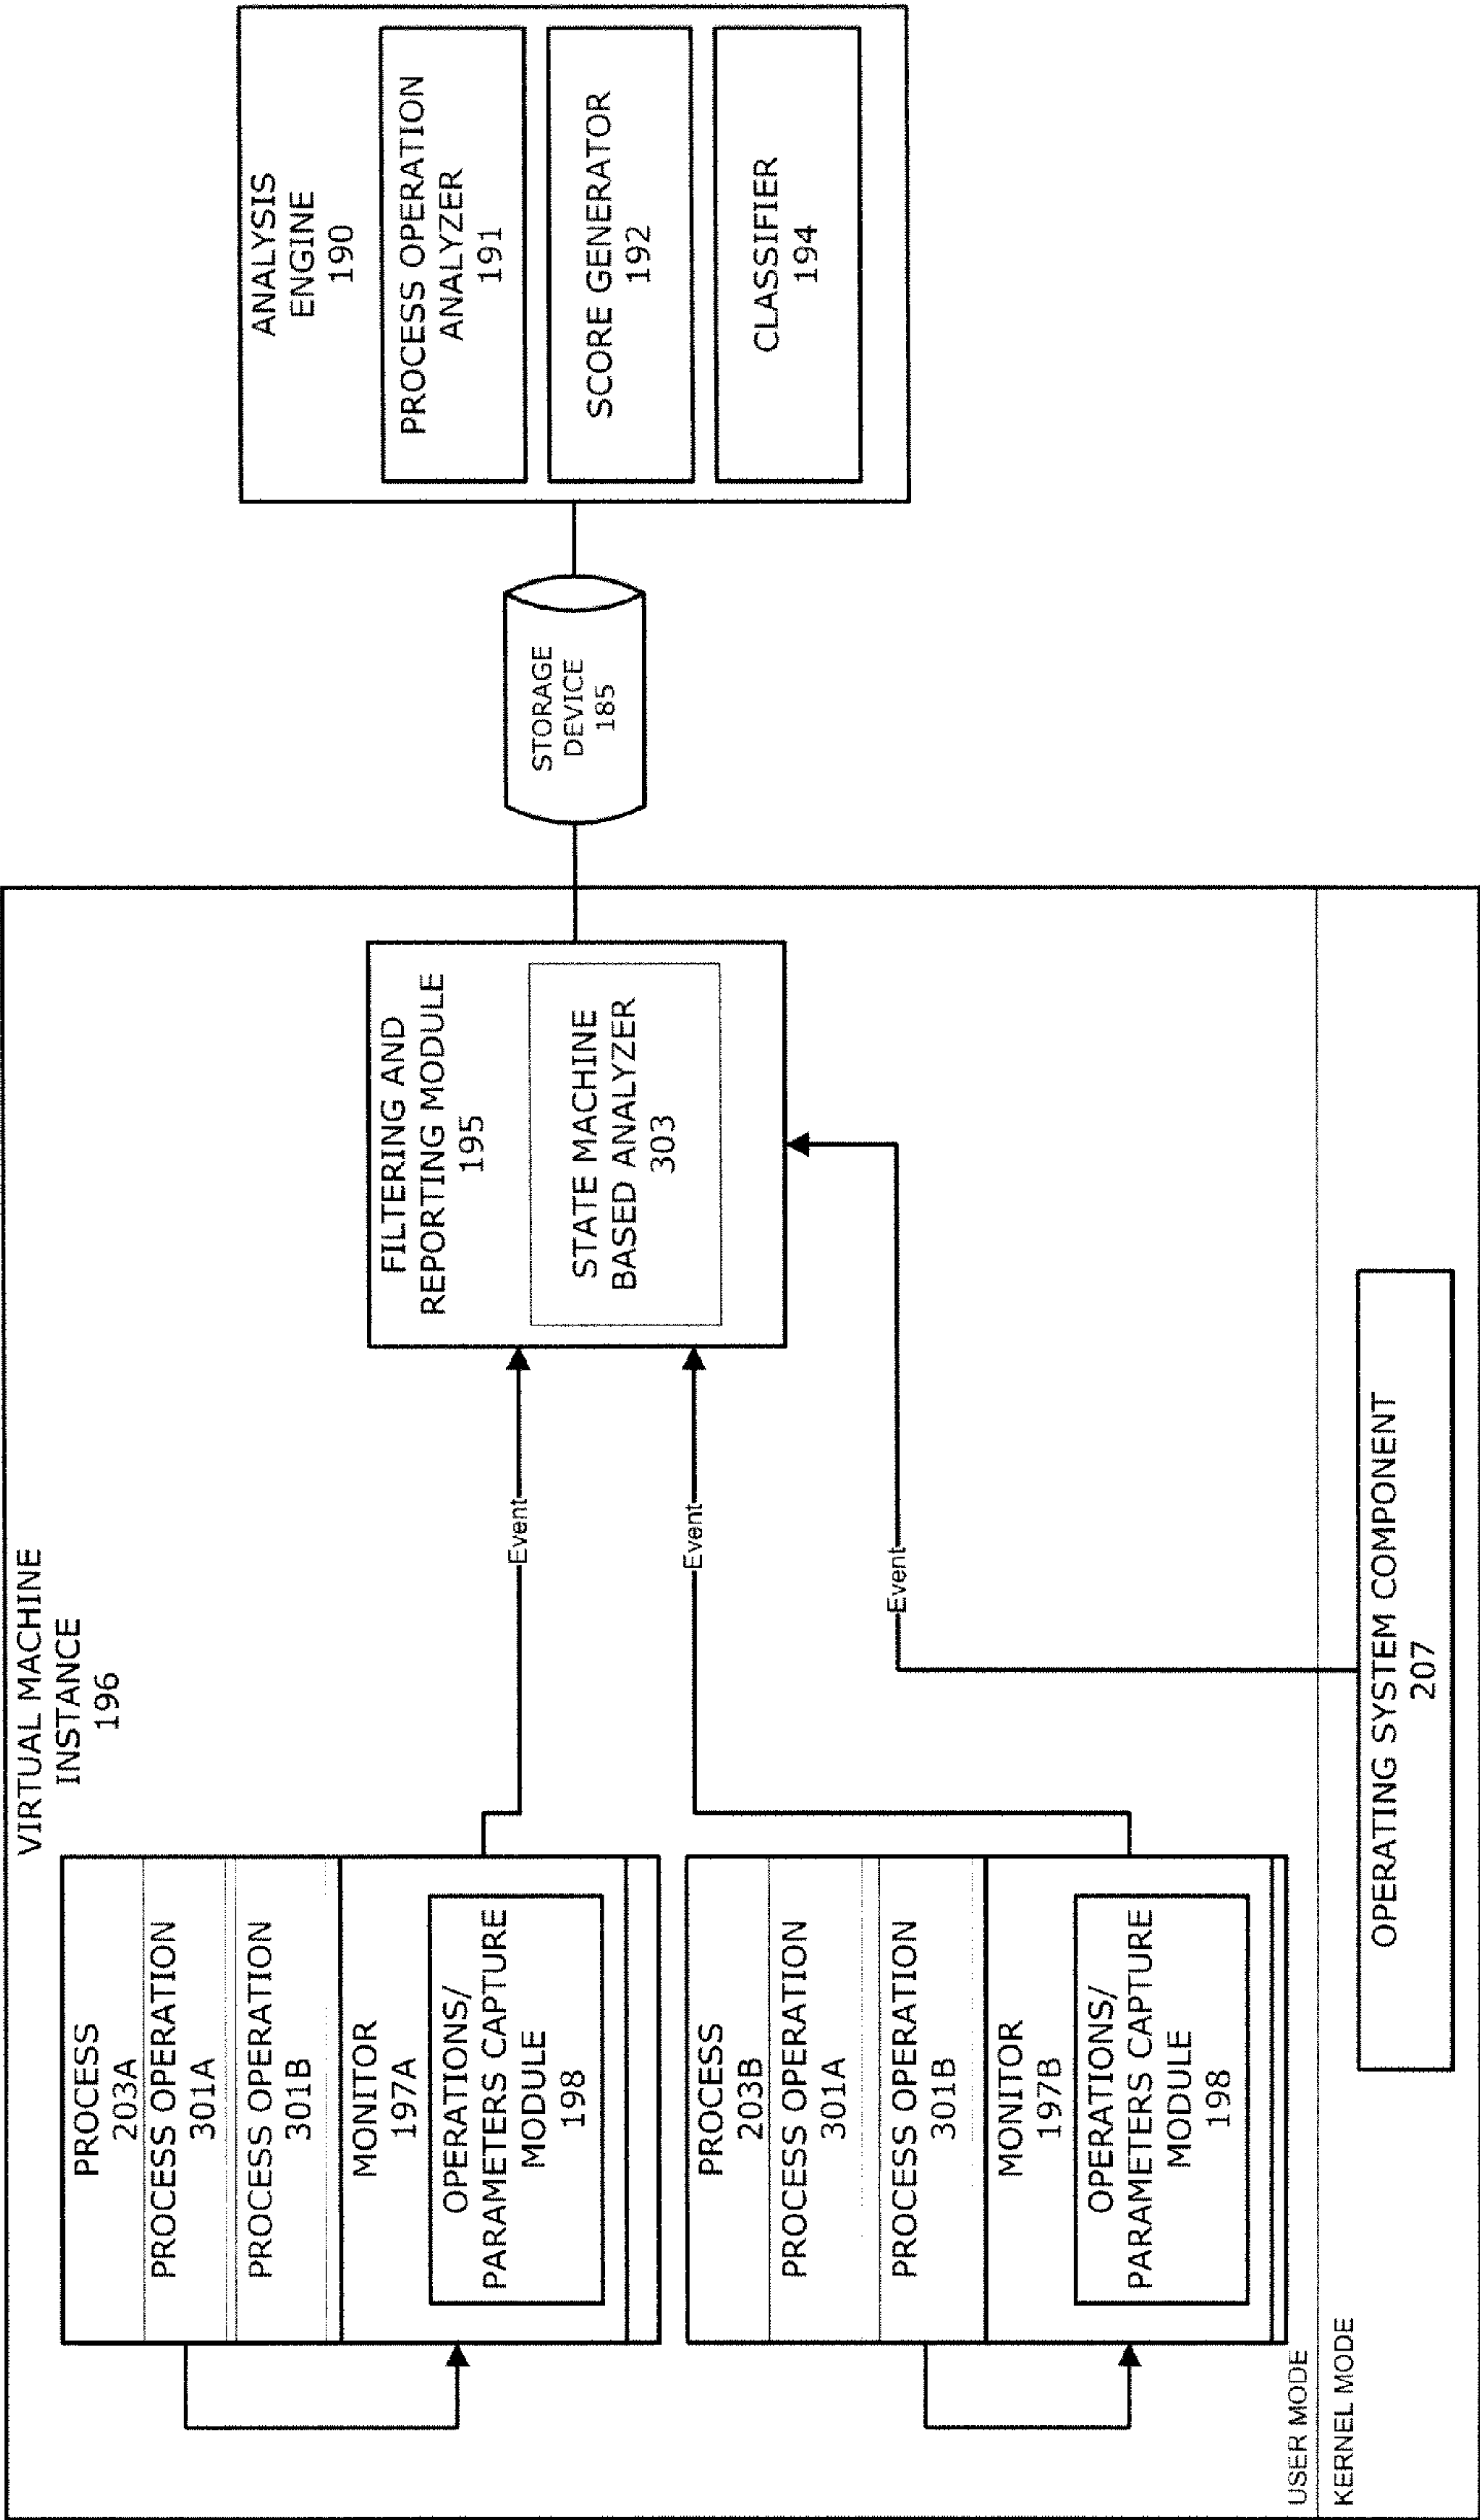 VIRTUAL MACHINE
INSTANCE
196
PROCESS
203A
PROCESS OPERATION
301A
PROCESS OPERATION
301B
MONITOR
197A
OPERATIONS/
PARAMETERS CAPTURE
MODULE
198
PROCESS
203B
PROCESS OPERATION
301A
PROCESS OPERATION
301B
MONITOR
197B
OPERATIONS/
PARAMETERS CAPTURE
MODULE
198
USER MODE
KERNEL MODE
Event
Event
Event
OPERATING SYSTEM COMPONENT
207
FILTERING AND
REPORTING MODULE
195
STATE MACHINE
BASED ANALYZER
303
STORAGE
DEVICE
185
ANALYSIS
ENGINE
190
PROCESS OPERATION
ANALYZER
191
SCORE GENERATOR
192
CLASSIFIER
194